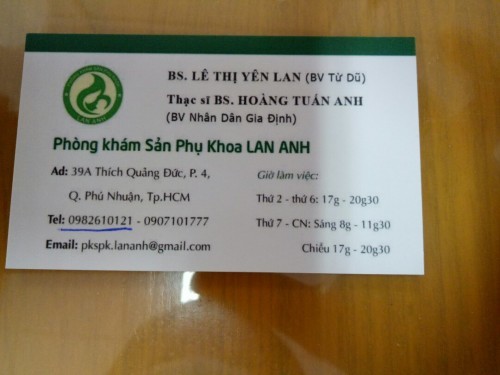 LAN ANH
BS. LÊ THỊ YÊN LAN (BV Từ Dũ)
Thạc sĩ BS. HOÀNG TUẤN ANH
(BV Nhân Dân Gia Định)
Phòng khám Sản Phụ Khoa LAN ANH
Ađ: 39A Thích Quảng Đức, P. 4,
Q. Phú Nhuận, Tp.HCM
Tel: 0982610121 - 0907101777
Email: pkspk.lananh@gmail.com
Giờ làm việc:
Thứ 2 - thứ 6: 17g - 20g30
Thứ 7 - CN: Sáng 8g - 11g30
Chiều 17g - 20g30